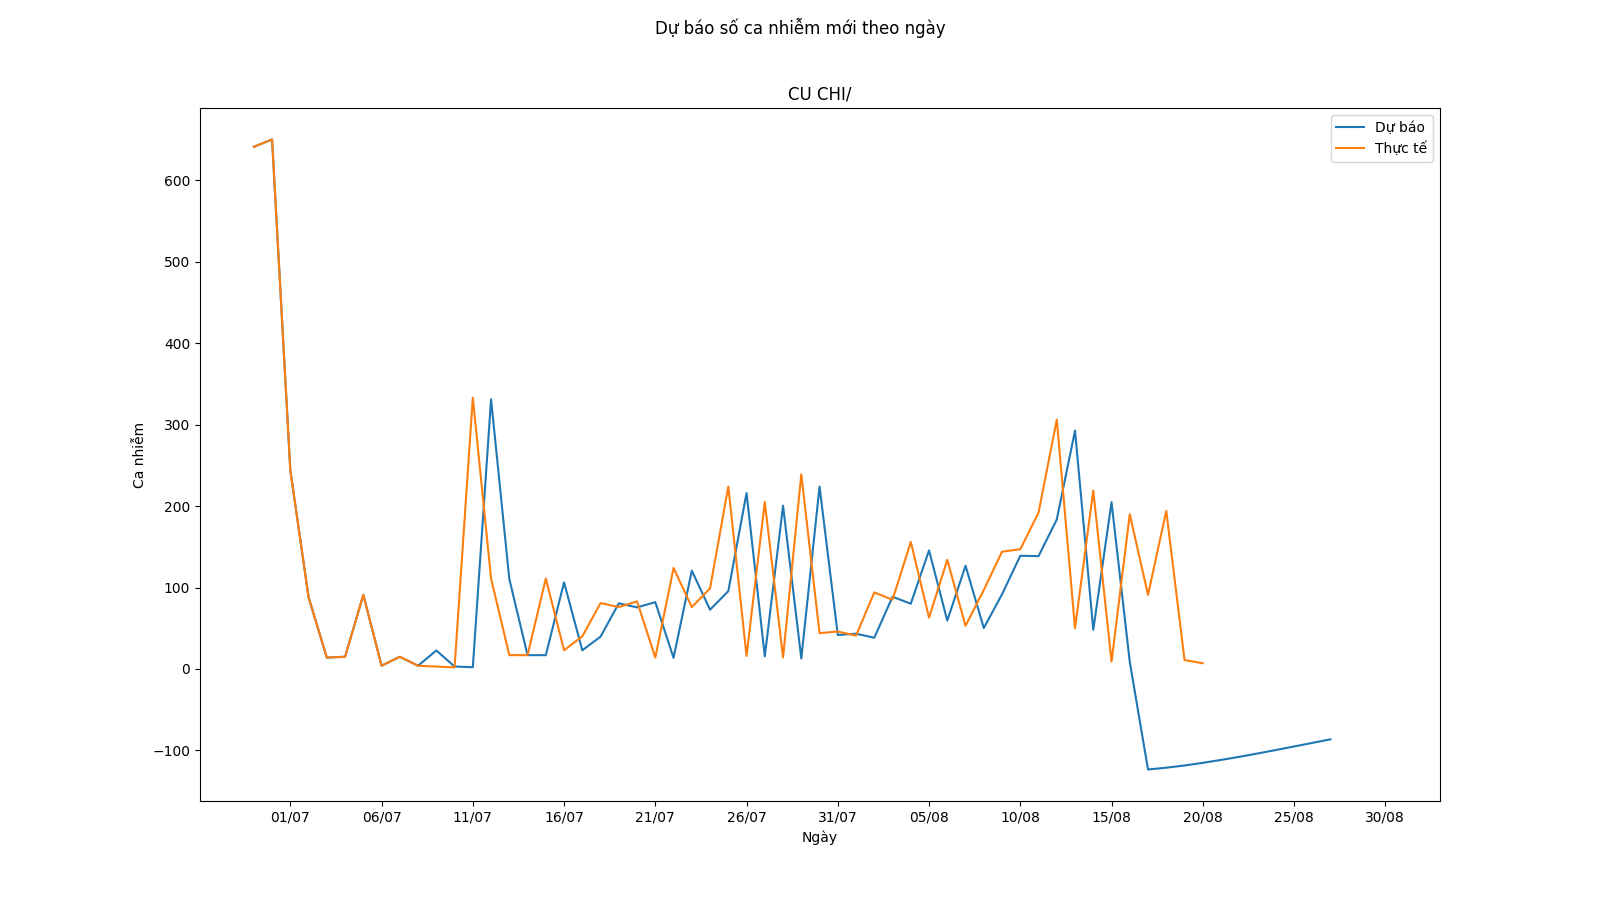 Dự báo số ca nhiễm mới theo ngày
CU CHI/
Dự báo
Thực tế
600
500
400
300
200
100
0
−100
Ca nhiễm
01/07 06/07 11/07 16/07 21/07 26/07 31/07 05/08 10/08 15/08 20/08 25/08 30/08
Ngày